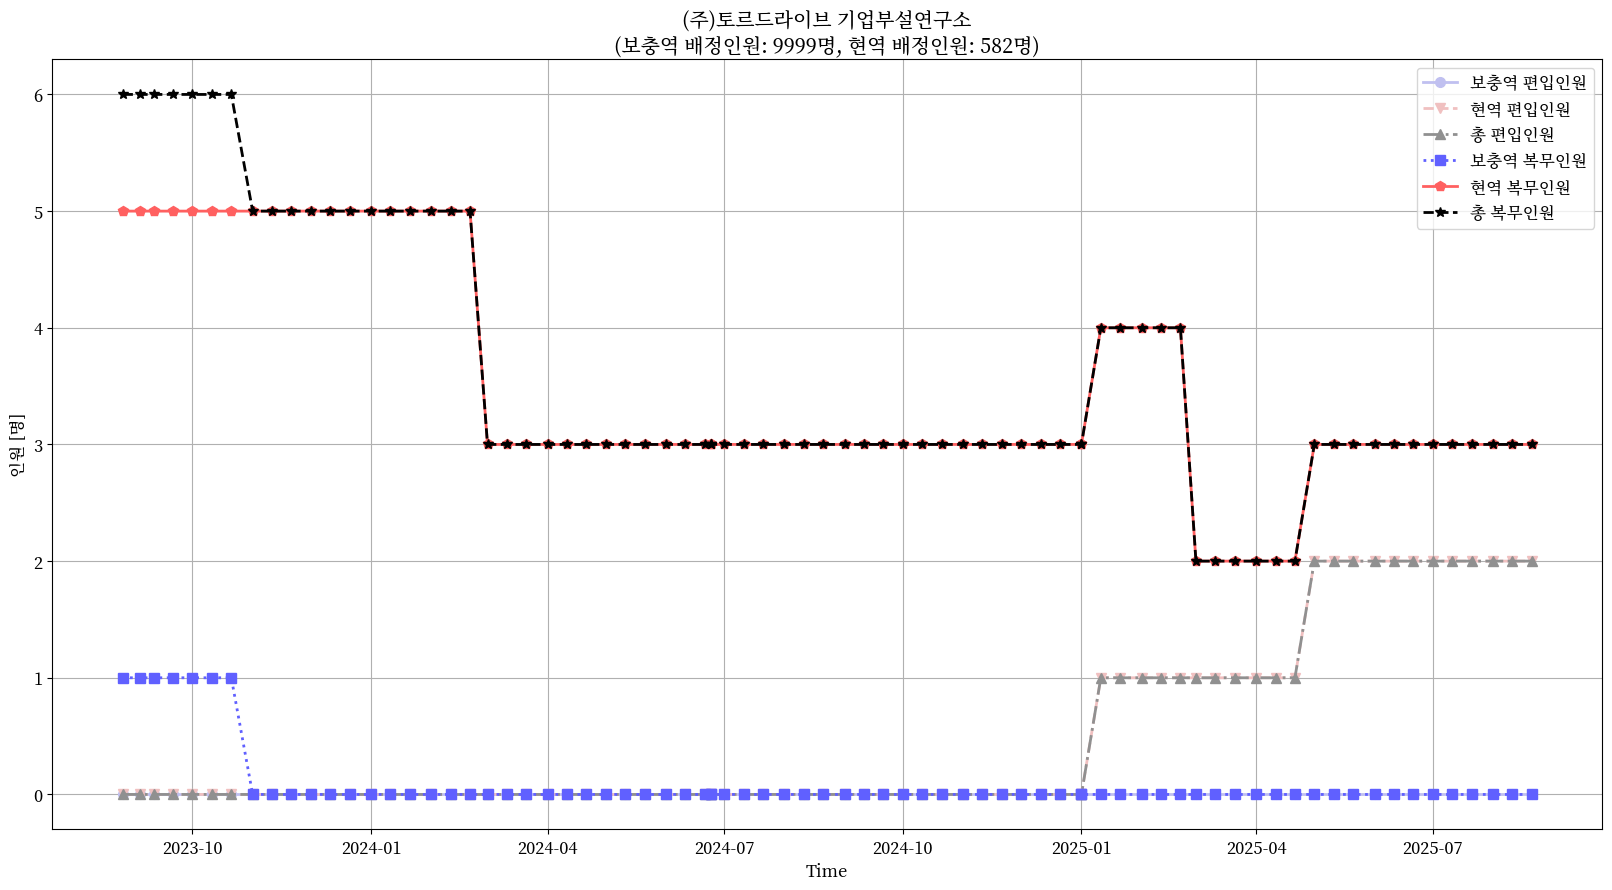 (주)토르드라이브 기업부설연구소
(보충역 배정인원: 9999명, 현역 배정인원: 582명)
보충역 편입인원
현역 편입인원
총 편입인원
보충역 복무인원
현역 복무인원
총 복무인원
인원 [명]
6
5
4
3
2
1
0
2023-10
2024-01
2024-04
2024-07
2024-10
2025-01
2025-04
2025-07
Time